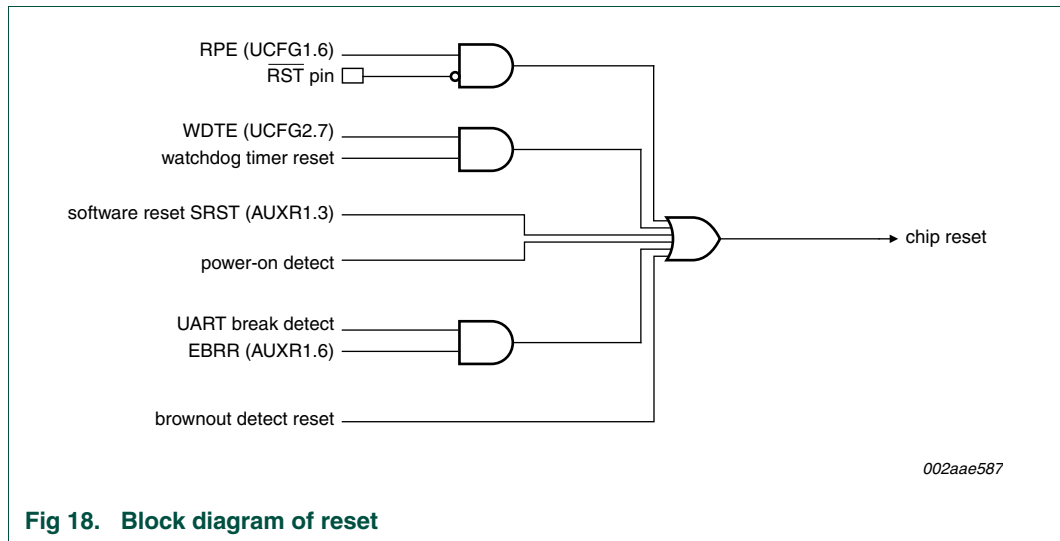 RPE (UCFG1.6)
RST pin
WDTE (UCFG2.7)
watchdog timer reset
software reset SRST (AUXR1.3)
power-on detect
UART break detect
EBRR (AUXR1.6)
brownout detect reset
chip reset
002aae587
Fig 18. Block diagram of reset